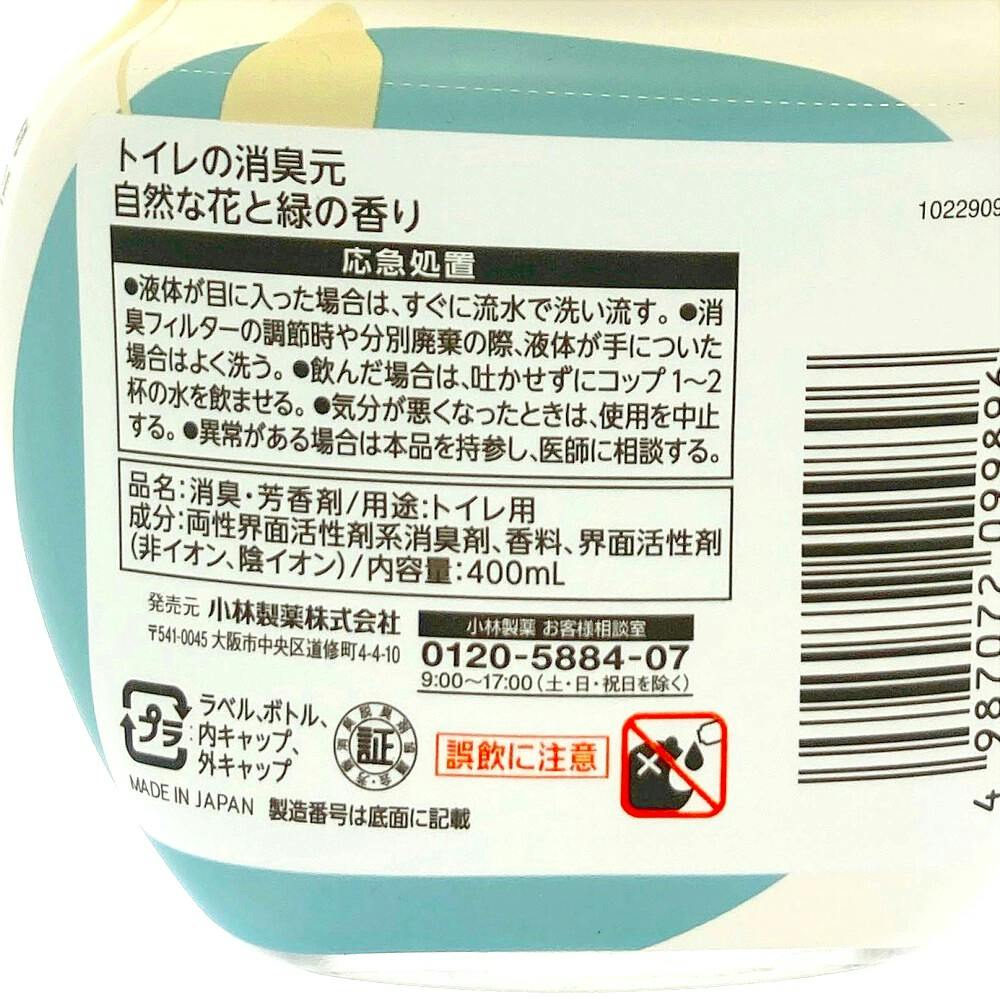 トイレの消臭元
自然な花と緑の香り
1022909
応急処置
●液体が目に入った場合は、すぐに流水で洗い流す。●消
臭フィルターの調節時や分別廃棄の際、液体が手についた
場合はよく洗う。●飲んだ場合は、吐かせずにコップ1〜2
杯の水を飲ませる。●気分が悪くなったときは、使用を中止
する。●異常がある場合は本品を持参し、医師に相談する。
品名：消臭・芳香剤/用途：トイレ用
成分：両性界面活性剤系消臭剤、香料、界面活性剤
(非イオン、陰イオン)/内容量：400mL
発売元 小林製薬株式会社
〒541-0045 大阪市中央区道修町4-4-10
小林製薬 お客様相談室
0120-5884-07
9:00〜17:00(土・日・祝日を除く)
プラ
ラベル、ボトル、
内キャップ、
外キャップ
証
誤飲に注意
MADE IN JAPAN 製造番号は底面に記載
4 987072 099896